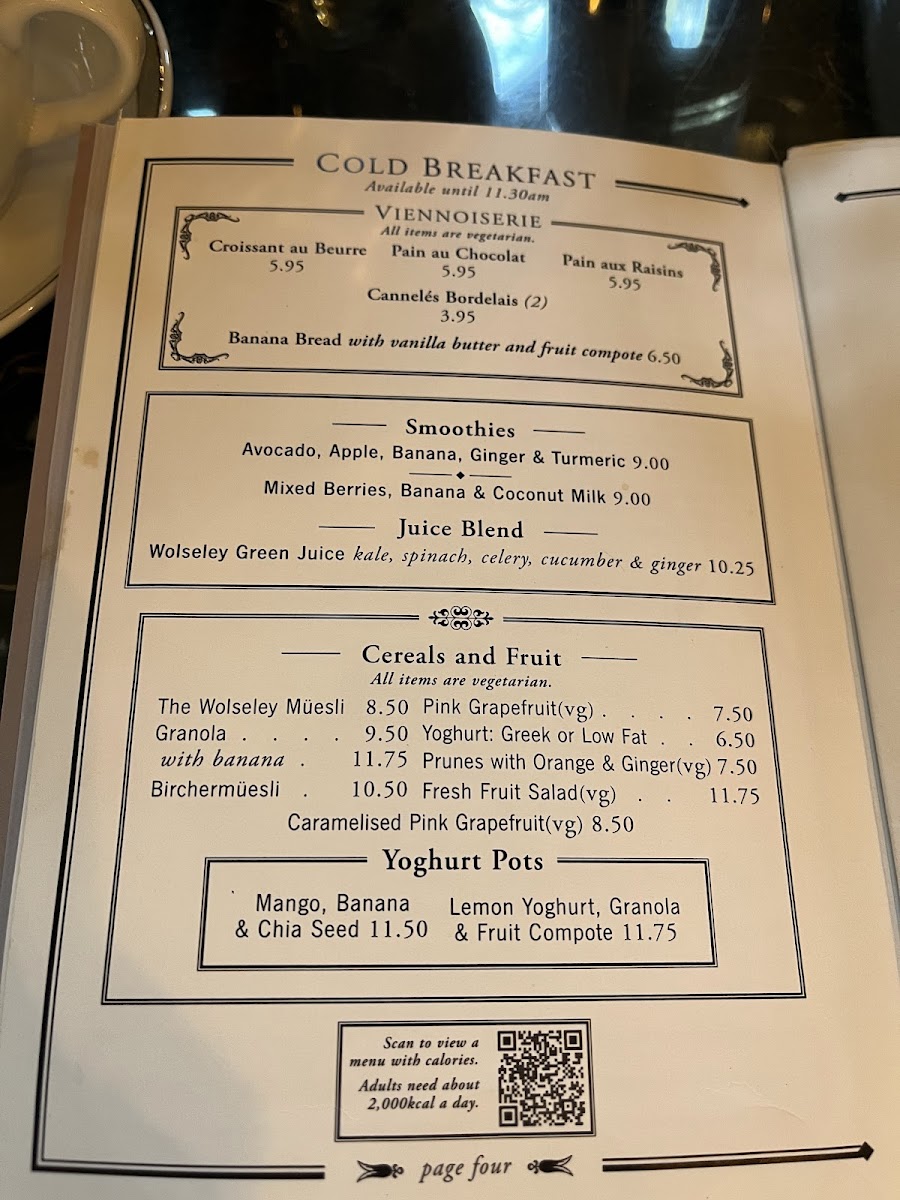 COLD BREAKFAST
Available until 11.30am
VIENNOISERIE
All items are vegetarian.
Croissant au Beurre Pain au Chocolat Pain aux Raisins
5.95 5.95 5.95
Cannelés Bordelais (2)
3.95
Banana Bread with vanilla butter and fruit compote 6.50
Smoothies
Avocado, Apple, Banana, Ginger & Turmeric 9.00
Mixed Berries, Banana & Coconut Milk 9.00
Juice Blend
Wolseley Green Juice kale, spinach, celery, cucumber & ginger 10.25
Cereals and Fruit
All items are vegetarian.
The Wolseley Müesli 8.50 Pink Grapefruit(vg) . . . . 7.50
Granola . . . . 9.50 Yoghurt: Greek or Low Fat . . 6.50
with banana . 11.75 Prunes with Orange & Ginger(vg) 7.50
Birchermüesli . 10.50 Fresh Fruit Salad(vg) . . 11.75
Caramelised Pink Grapefruit(vg) 8.50
Yoghurt Pots
Mango, Banana Lemon Yoghurt, Granola
& Chia Seed 11.50 & Fruit Compote 11.75
Scan to view a
menu with calories.
Adults need about
2,000kcal a day.
page four